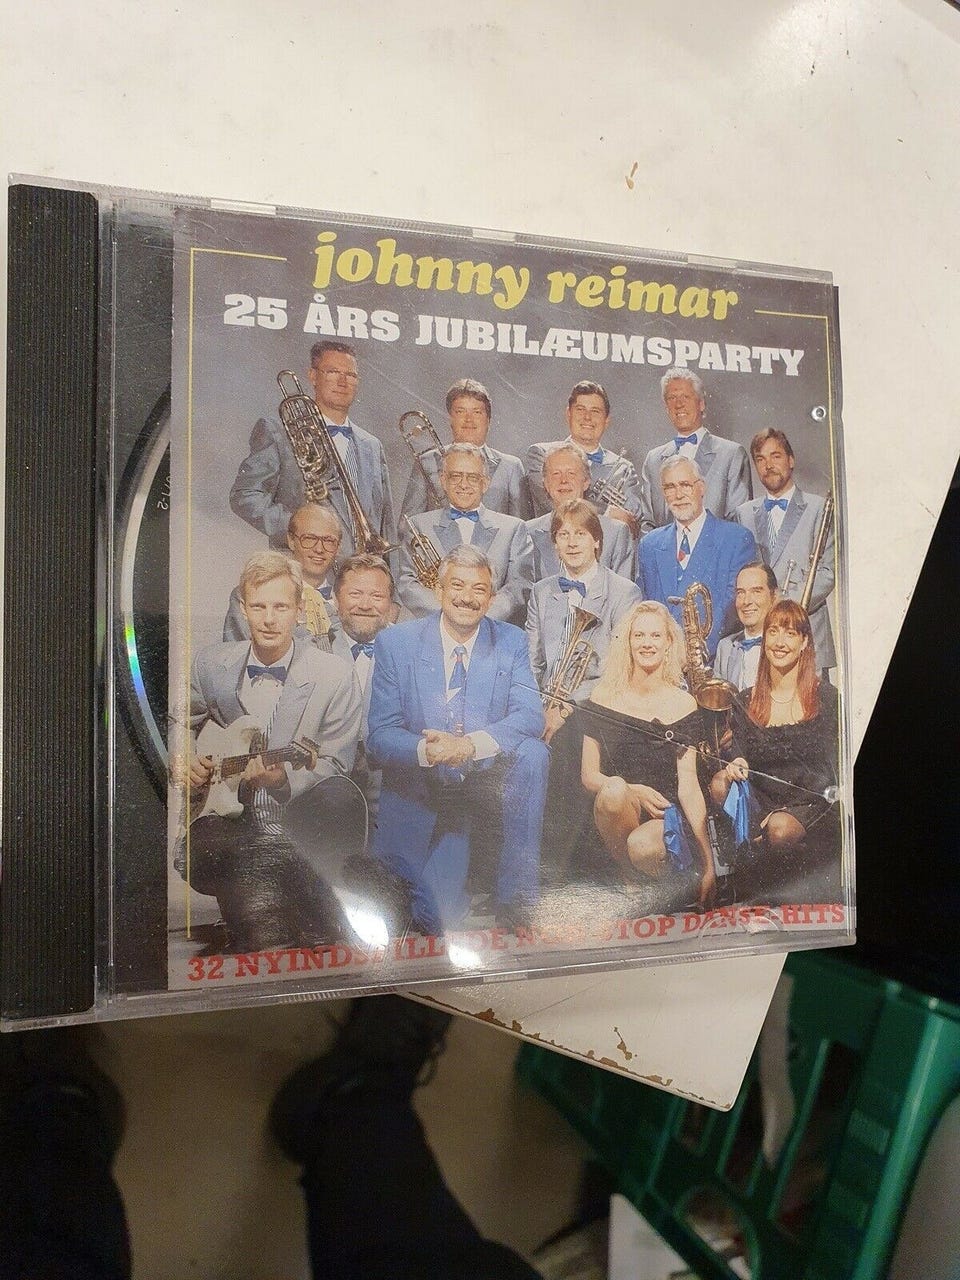 johnny reimar
25 ÅRS JUBILÆUMSPARTY
32 NYINDSPILLEDE NON-STOP DANSE-HITS